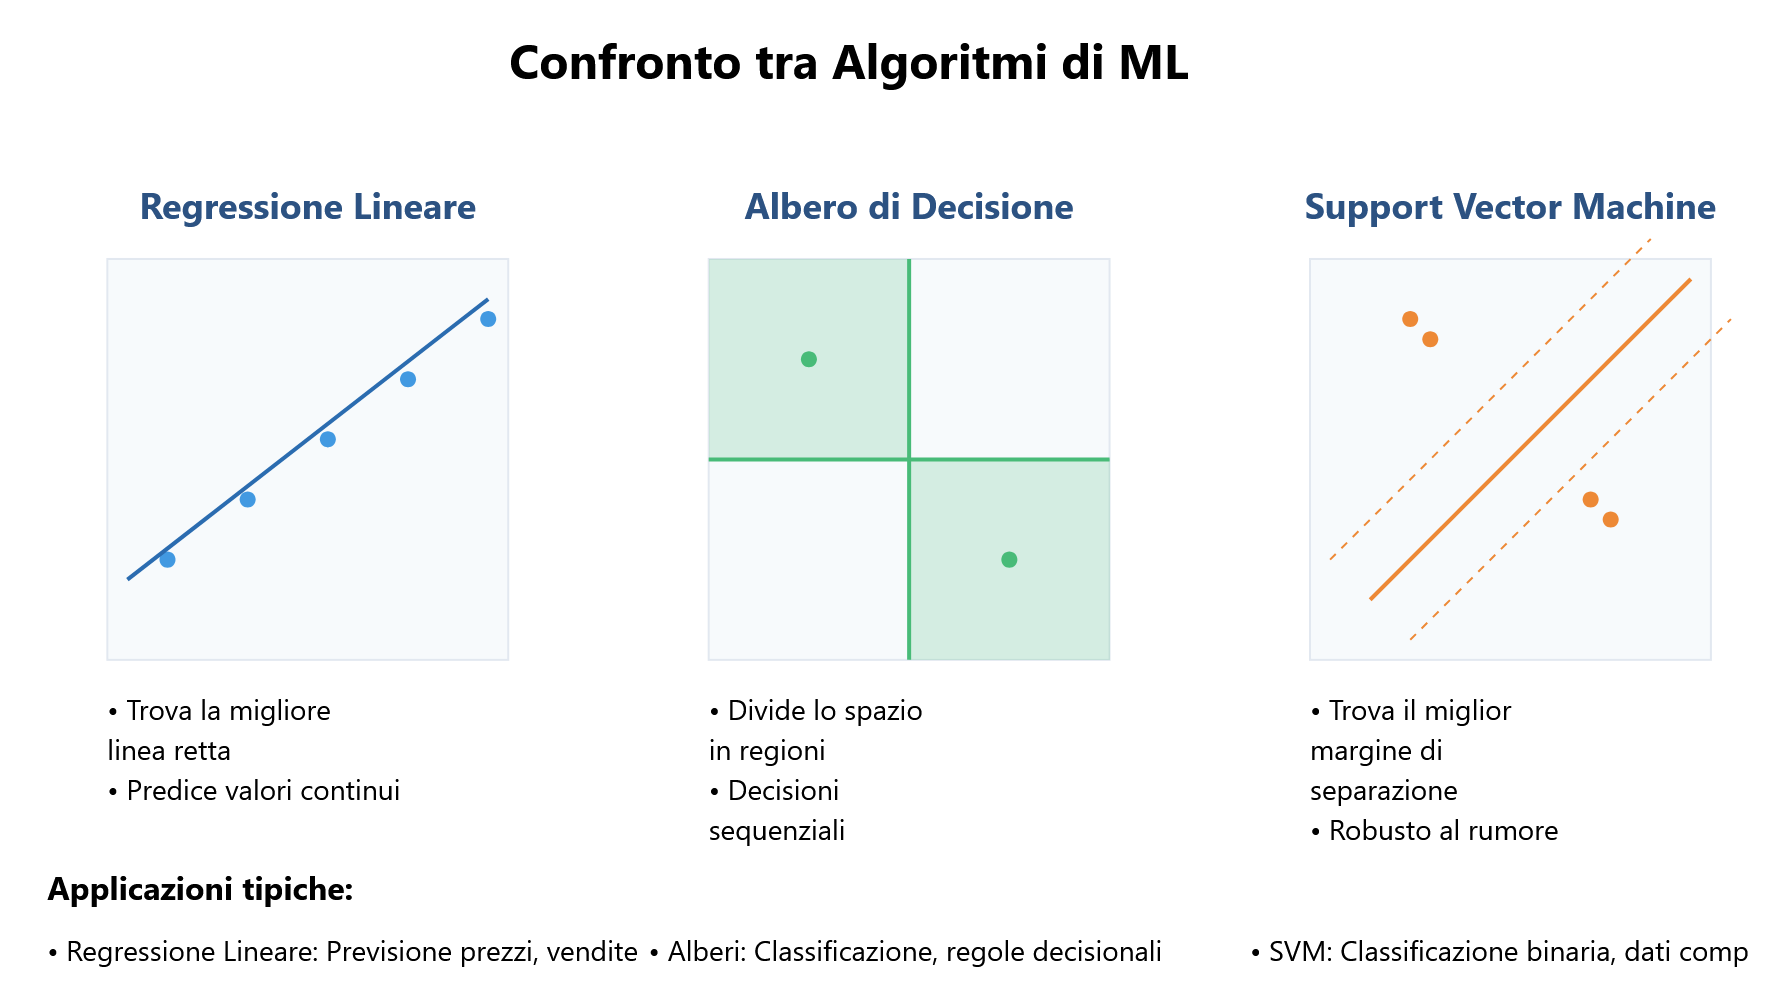 Confronto tra Algoritmi di ML
Regressione Lineare
Albero di Decisione
Support Vector Machine
• Trova la migliore
linea retta
• Predice valori continui
• Divide lo spazio
in regioni
• Decisioni
sequenziali
• Trova il miglior
margine di
separazione
• Robusto al rumore
Applicazioni tipiche:
• Regressione Lineare: Previsione prezzi, vendite
• Alberi: Classificazione, regole decisionali
• SVM: Classificazione binaria, dati comp